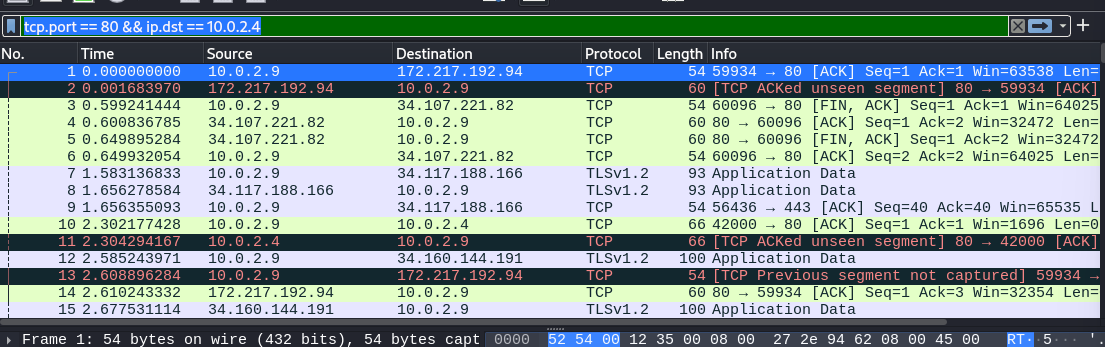 tcp.port == 80 && ip.dst == 10.0.2.4
No. Time Source Destination Protocol Length Info
1 0.000000000 10.0.2.9 172.217.192.94 TCP 54 59934 → 80 [ACK] Seq=1 Ack=1 Win=63538 Len=
2 0.001683970 172.217.192.94 10.0.2.9 TCP 60 [TCP ACKed unseen segment] 80 → 59934 [ACK]
3 0.599241444 10.0.2.9 34.107.221.82 TCP 54 60096 → 80 [FIN, ACK] Seq=1 Ack=1 Win=64025
4 0.600836785 34.107.221.82 10.0.2.9 TCP 60 80 → 60096 [ACK] Seq=1 Ack=2 Win=32472 Len=
5 0.649895284 34.107.221.82 10.0.2.9 TCP 60 80 → 60096 [FIN, ACK] Seq=1 Ack=2 Win=32472
6 0.649932054 10.0.2.9 34.107.221.82 TCP 54 60096 → 80 [ACK] Seq=2 Ack=2 Win=64025 Len=
7 1.583136833 10.0.2.9 34.117.188.166 TLSv1.2 93 Application Data
8 1.656278584 34.117.188.166 10.0.2.9 TLSv1.2 93 Application Data
9 1.656355093 10.0.2.9 34.117.188.166 TCP 54 56436 → 443 [ACK] Seq=40 Ack=40 Win=65535 L
10 2.302177428 10.0.2.9 10.0.2.4 TCP 66 42000 → 80 [ACK] Seq=1 Ack=1 Win=1696 Len=0
11 2.304294167 10.0.2.4 10.0.2.9 TCP 66 [TCP ACKed unseen segment] 80 → 42000 [ACK]
12 2.585243971 10.0.2.9 34.160.144.191 TLSv1.2 100 Application Data
13 2.608896284 10.0.2.9 172.217.192.94 TCP 54 [TCP Previous segment not captured] 59934 →
14 2.610243332 172.217.192.94 10.0.2.9 TCP 60 80 → 59934 [ACK] Seq=1 Ack=3 Win=32354 Len=
15 2.677531114 34.160.144.191 10.0.2.9 TLSv1.2 100 Application Data
Frame 1: 54 bytes on wire (432 bits), 54 bytes capt 0000 52 54 00 12 35 00 08 00 27 2e 94 62 08 00 45 00 RT· ·5··· '.